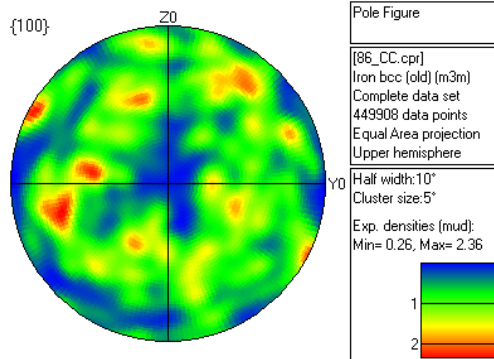 {100}
Z0
Y0
Pole Figure
[86_CC.cpr]
Iron bcc (old) (m3m)
Complete data set
449908 data points
Equal Area projection
Upper hemisphere
Half width:10°
Cluster size:5°
Exp. densities (mud):
Min= 0.26, Max= 2.36
1
2